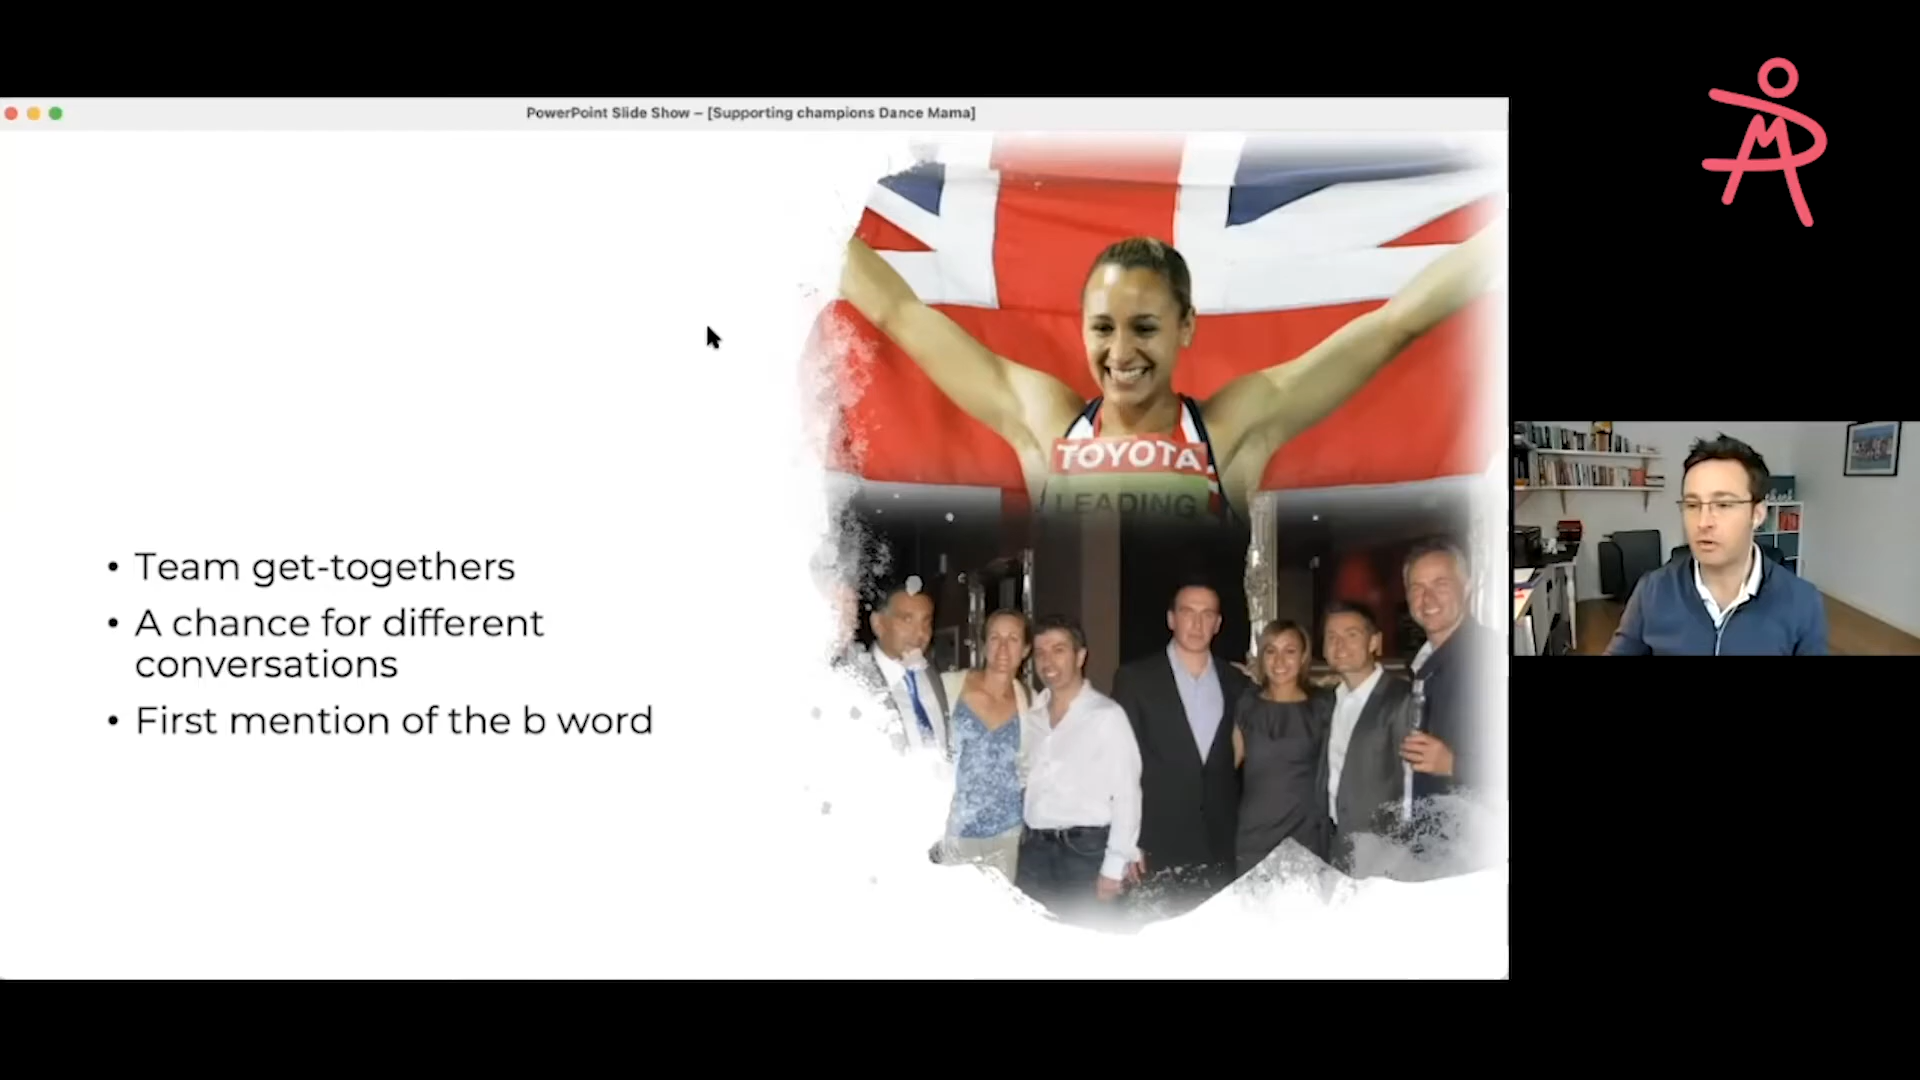 PowerPoint Slide Show – [Supporting champions Dance Mama]
TOYOTA
LEADING
• Team get-togethers
• A chance for different
conversations
• First mention of the b word